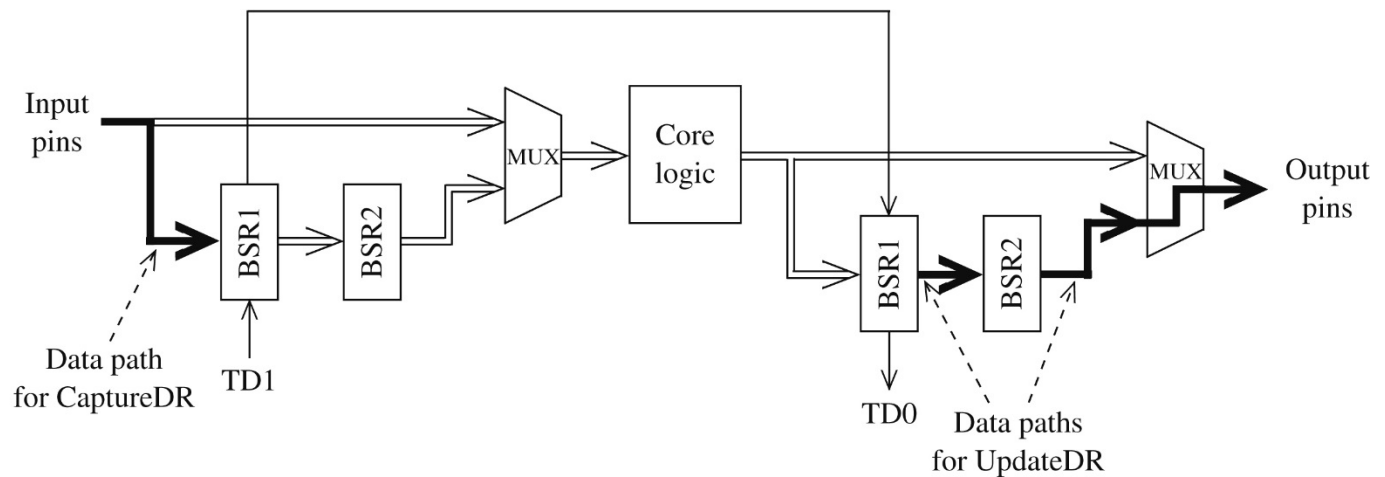 Input
pins
BSR1
BSR2
MUX
Core
logic
BSR1
BSR2
MUX
Output
pins
Data path
for CaptureDR
TD1
TD0
Data paths
for UpdateDR